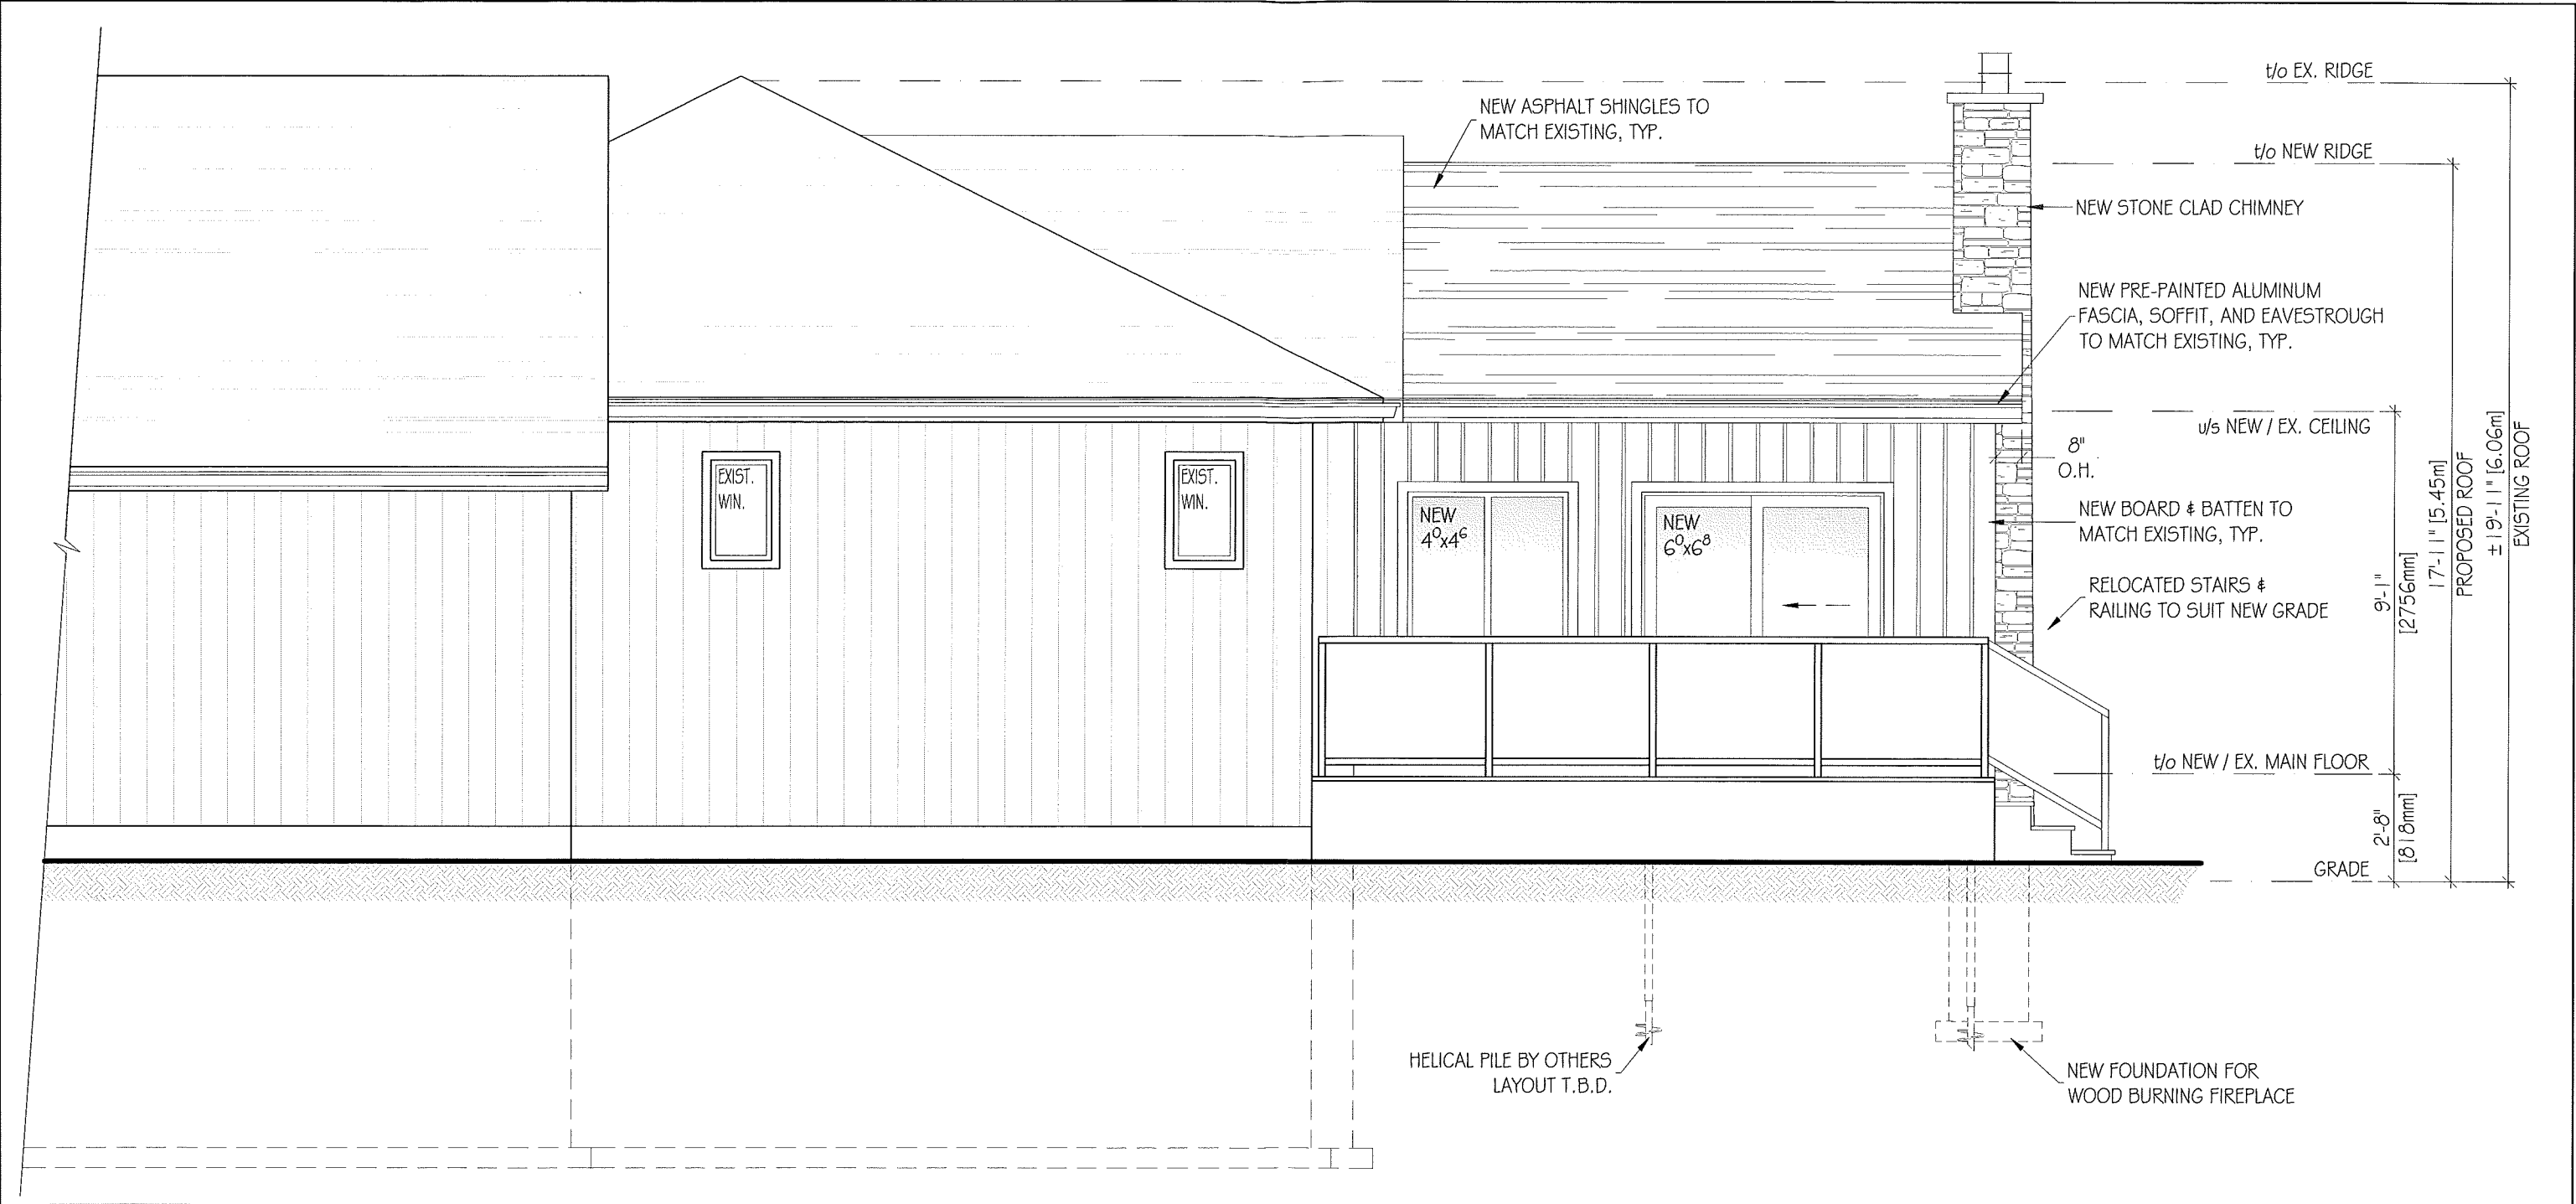 t/o EX. RIDGE
NEW ASPHALT SHINGLES TO
MATCH EXISTING, TYP.
t/o NEW RIDGE
NEW STONE CLAD CHIMNEY
NEW PRE-PAINTED ALUMINUM
FASCIA, SOFFIT, AND EAVESTROUGH
TO MATCH EXISTING, TYP.
u/s NEW / EX. CEILING
8"
O.H.
EXIST.
WIN.
EXIST.
WIN.
NEW
4⁰x4⁶
NEW
6⁰x6⁸
NEW BOARD & BATTEN TO
MATCH EXISTING, TYP.
RELOCATED STAIRS &
RAILING TO SUIT NEW GRADE
9'-1"
[2756mm]
17'-11" [5.45m]
PROPOSED ROOF
±19'-11" [6.06m]
EXISTING ROOF
t/o NEW / EX. MAIN FLOOR
2'-8"
[818mm]
GRADE
HELICAL PILE BY OTHERS
LAYOUT T.B.D.
NEW FOUNDATION FOR
WOOD BURNING FIREPLACE